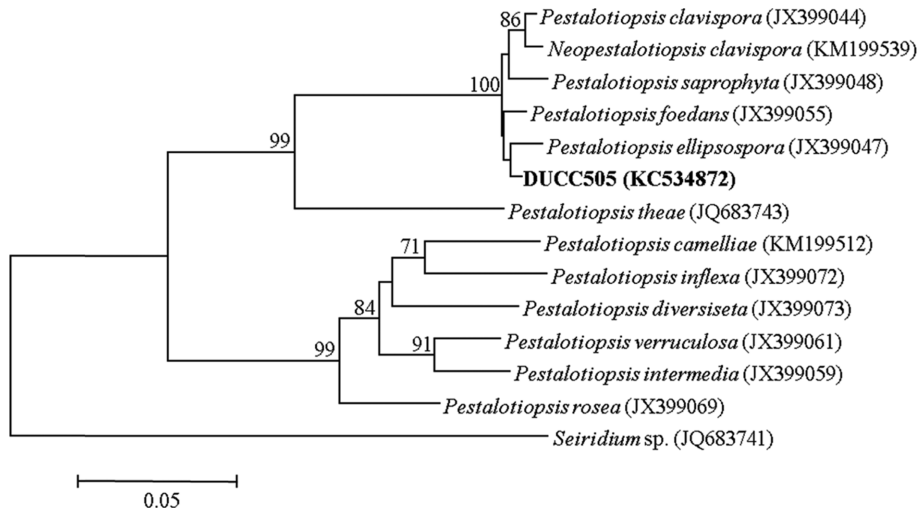 86
Pestalotiopsis clavispora (JX399044)
Neopestalotiopsis clavispora (KM199539)
100
Pestalotiopsis saprophyta (JX399048)
Pestalotiopsis foedans (JX399055)
99
Pestalotiopsis ellipsospora (JX399047)
DUCC505 (KC534872)
Pestalotiopsis theae (JQ683743)
71
Pestalotiopsis camelliae (KM199512)
Pestalotiopsis inflexa (JX399072)
84
Pestalotiopsis diversiseta (JX399073)
99
91
Pestalotiopsis verruculosa (JX399061)
Pestalotiopsis intermedia (JX399059)
Pestalotiopsis rosea (JX399069)
Seiridium sp. (JQ683741)
0.05